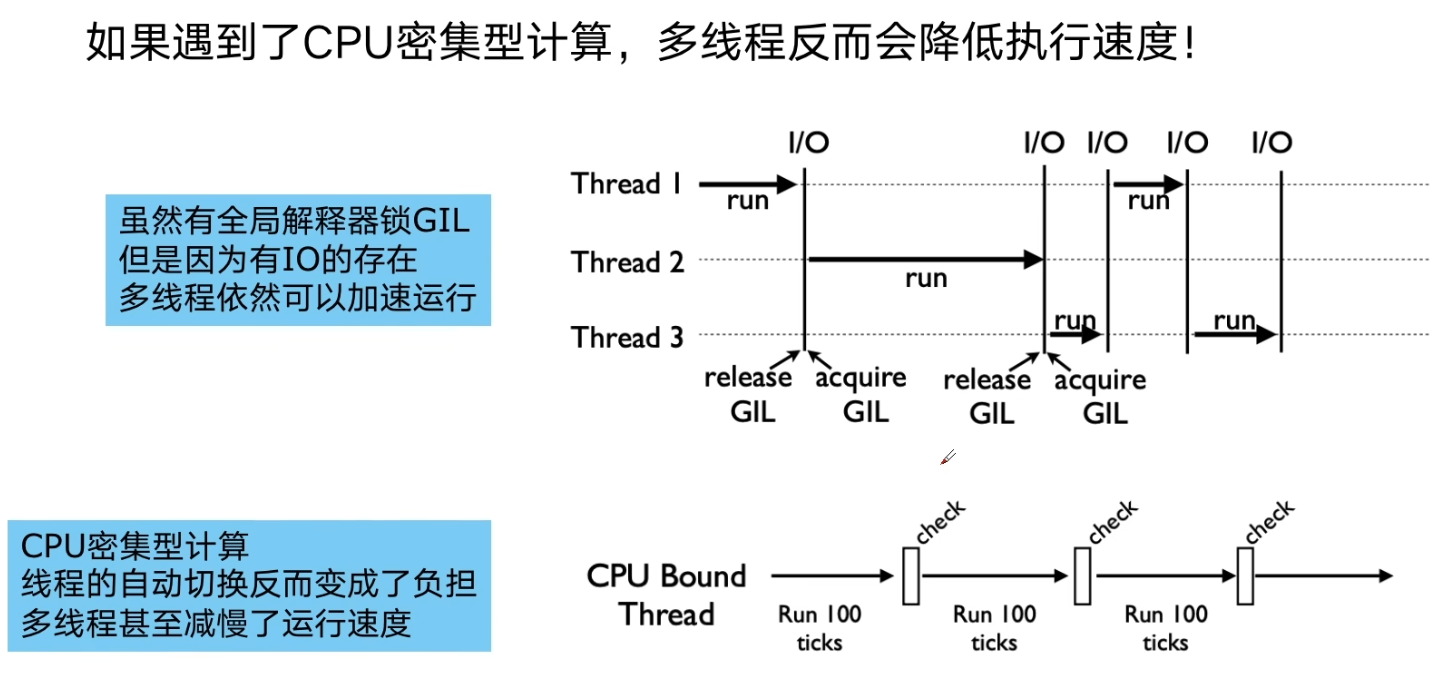 如果遇到了CPU密集型计算，多线程反而会降低执行速度！
虽然有全局解释器锁GIL
但是因为有IO的存在
多线程依然可以加速运行
I/O I/O I/O I/O I/O
Thread 1
run run
Thread 2
run
Thread 3
run run
release acquire release acquire
GIL GIL GIL GIL
CPU密集型计算
线程的自动切换反而变成了负担
多线程甚至减慢了运行速度
check check check
CPU Bound
Thread
Run 100 Run 100 Run 100
ticks ticks ticks